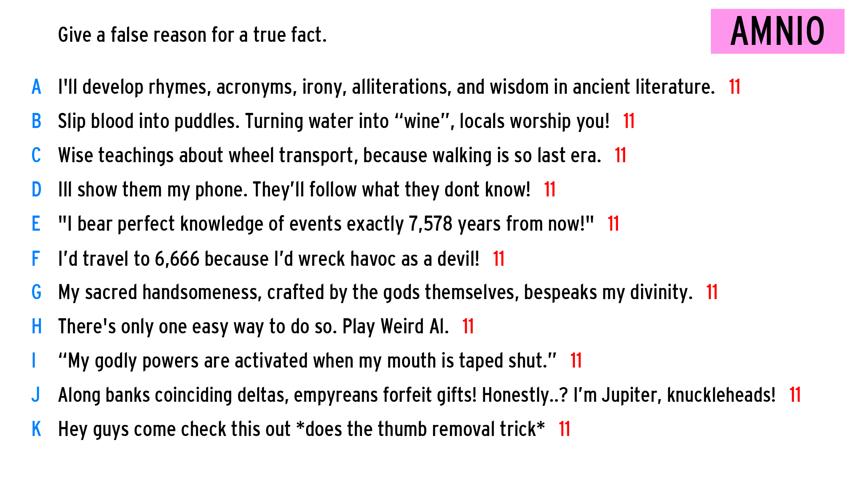 Give a false reason for a true fact.
AMNIO
A I'll develop rhymes, acronyms, irony, alliterations, and wisdom in ancient literature. 11
B Slip blood into puddles. Turning water into “wine”, locals worship you! 11
C Wise teachings about wheel transport, because walking is so last era. 11
D Ill show them my phone. They’ll follow what they dont know! 11
E "I bear perfect knowledge of events exactly 7,578 years from now!" 11
F I’d travel to 6,666 because I’d wreck havoc as a devil! 11
G My sacred handsomeness, crafted by the gods themselves, bespeaks my divinity. 11
H There's only one easy way to do so. Play Weird Al. 11
I “My godly powers are activated when my mouth is taped shut.” 11
J Along banks coinciding deltas, empyreans forfeit gifts! Honestly..? I’m Jupiter, knuckleheads! 11
K Hey guys come check this out *does the thumb removal trick* 11